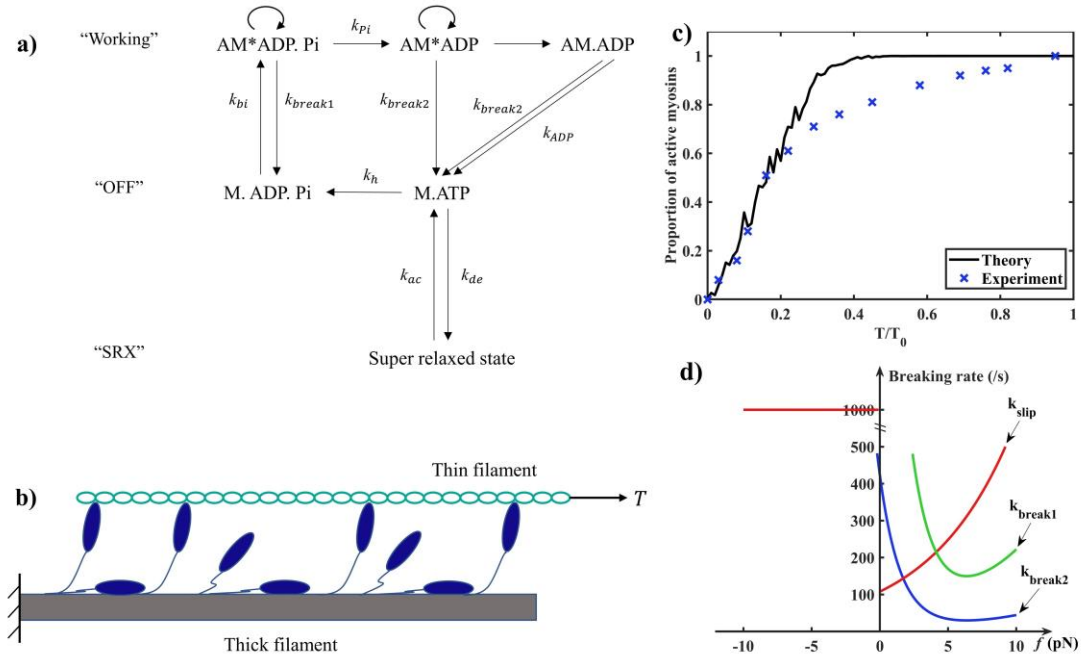 a)
"Working"
AM*ADP. Pi
k_Pi
AM*ADP
AM.ADP
k_bi
k_break1
k_break2
k_break2
k_ADP
"OFF"
M. ADP. Pi
k_h
M.ATP
k_ac
k_de
"SRX"
Super relaxed state
b)
Thin filament
T
Thick filament
c)
Proportion of active myosins
1
0.8
0.6
0.4
0.2
0
Theory
Experiment
0
0.2
0.4
0.6
0.8
1
T/T_0
d)
Breaking rate (/s)
1000
500
400
300
200
100
k_slip
k_break1
k_break2
-10
-5
0
5
10
f (pN)